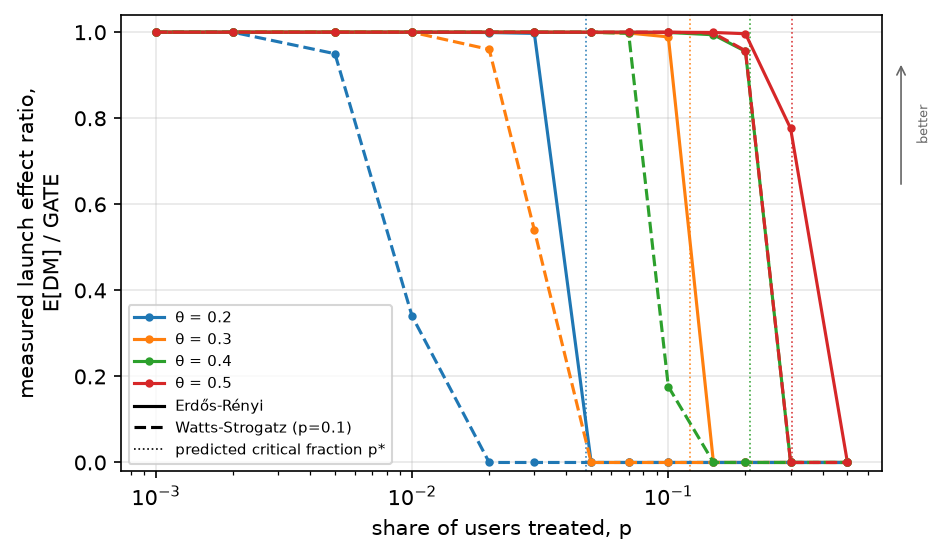 measured launch effect ratio,
E[DM] / GATE
1.0
0.8
0.6
0.4
0.2
0.0
θ = 0.2
θ = 0.3
θ = 0.4
θ = 0.5
Erdős-Rényi
Watts-Strogatz (p=0.1)
predicted critical fraction p*
10⁻³
10⁻²
10⁻¹
share of users treated, p
better